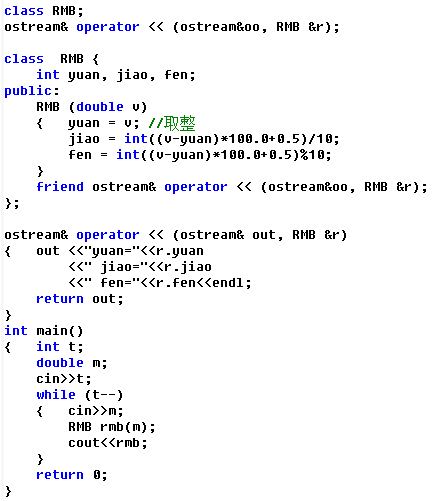 class RMB;
ostream& operator << (ostream&oo, RMB &r);
class  RMB {
    int yuan, jiao, fen;
public:
    RMB (double v)
    {   yuan = v; //取整
        jiao = int((v-yuan)*100.0+0.5)/10;
        fen = int((v-yuan)*100.0+0.5)%10;
    }
    friend ostream& operator << (ostream&oo, RMB &r);
};
ostream& operator << (ostream& out, RMB &r)
{   out <<"yuan="<<r.yuan
        <<" jiao="<<r.jiao
        <<" fen="<<r.fen<<endl;
    return out;
}
int main()
{   int t;
    double m;
    cin>>t;
    while (t--)
    {   cin>>m;
        RMB rmb(m);
        cout<<rmb;
    }
    return 0;
}